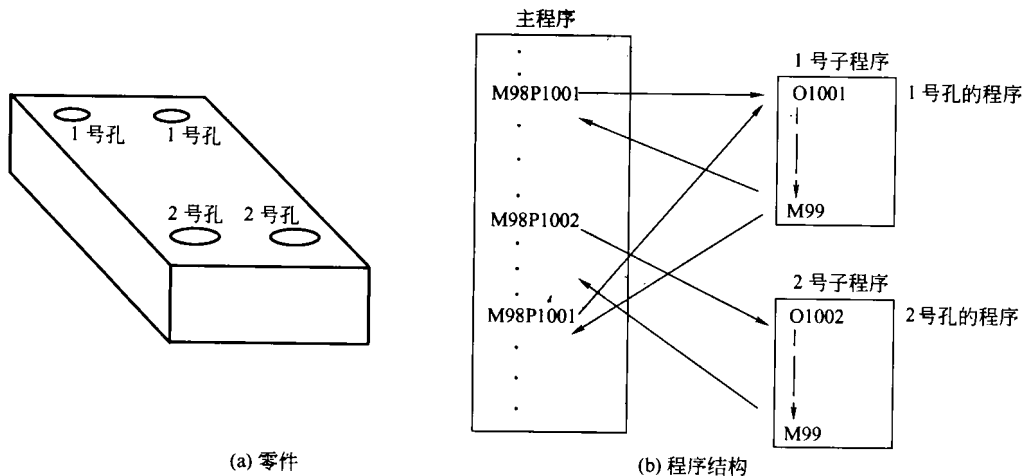 1 号孔
1 号孔
2 号孔
2 号孔
(a) 零件
主程序
M98P1001
M98P1002
M98P1001
1 号子程序
O1001
1 号孔的程序
M99
2 号子程序
O1002
2号孔的程序
M99
(b) 程序结构